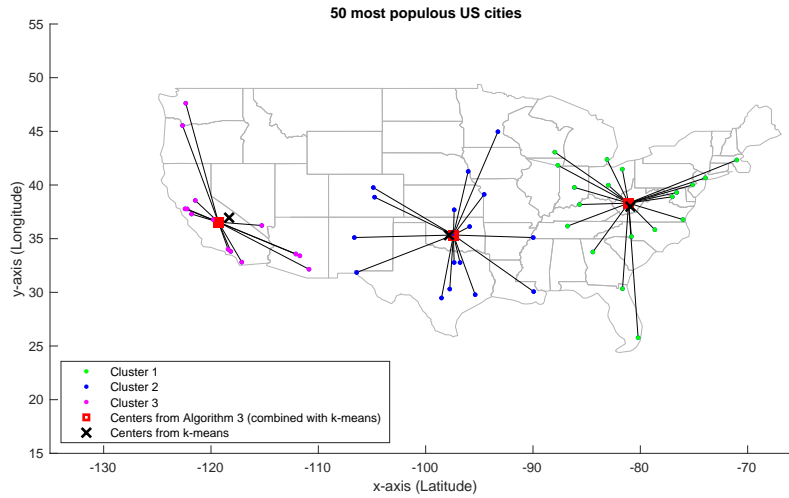 50 most populous US cities
55
50
45
40
35
30
25
20
15
y-axis (Longitude)
Cluster 1
Cluster 2
Cluster 3
Centers from Algorithm 3 (combined with k-means)
Centers from k-means
-130 -120 -110 -100 -90 -80 -70
x-axis (Latitude)